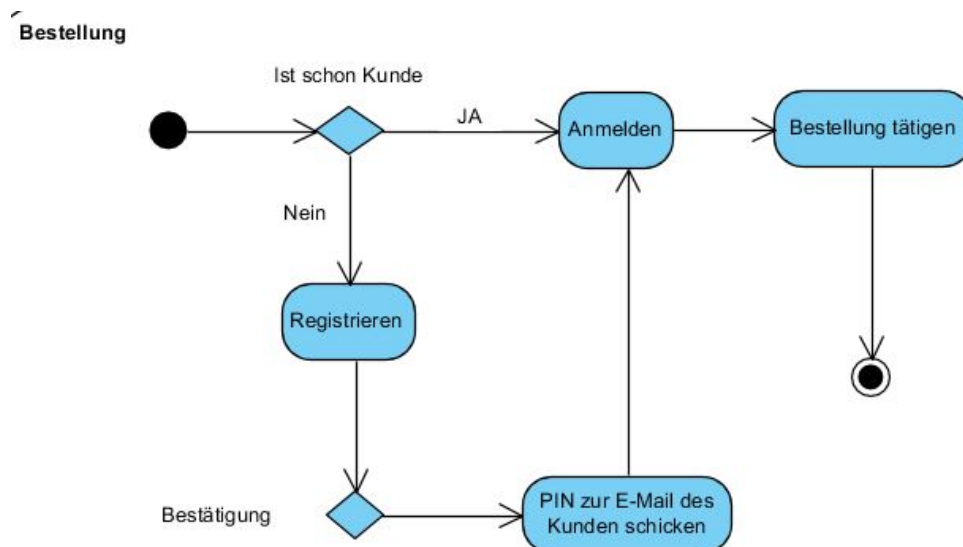 Bestellung
Ist schon Kunde
JA
Anmelden
Bestellung tätigen
Nein
Registrieren
Bestätigung
PIN zur E-Mail des
Kunden schicken